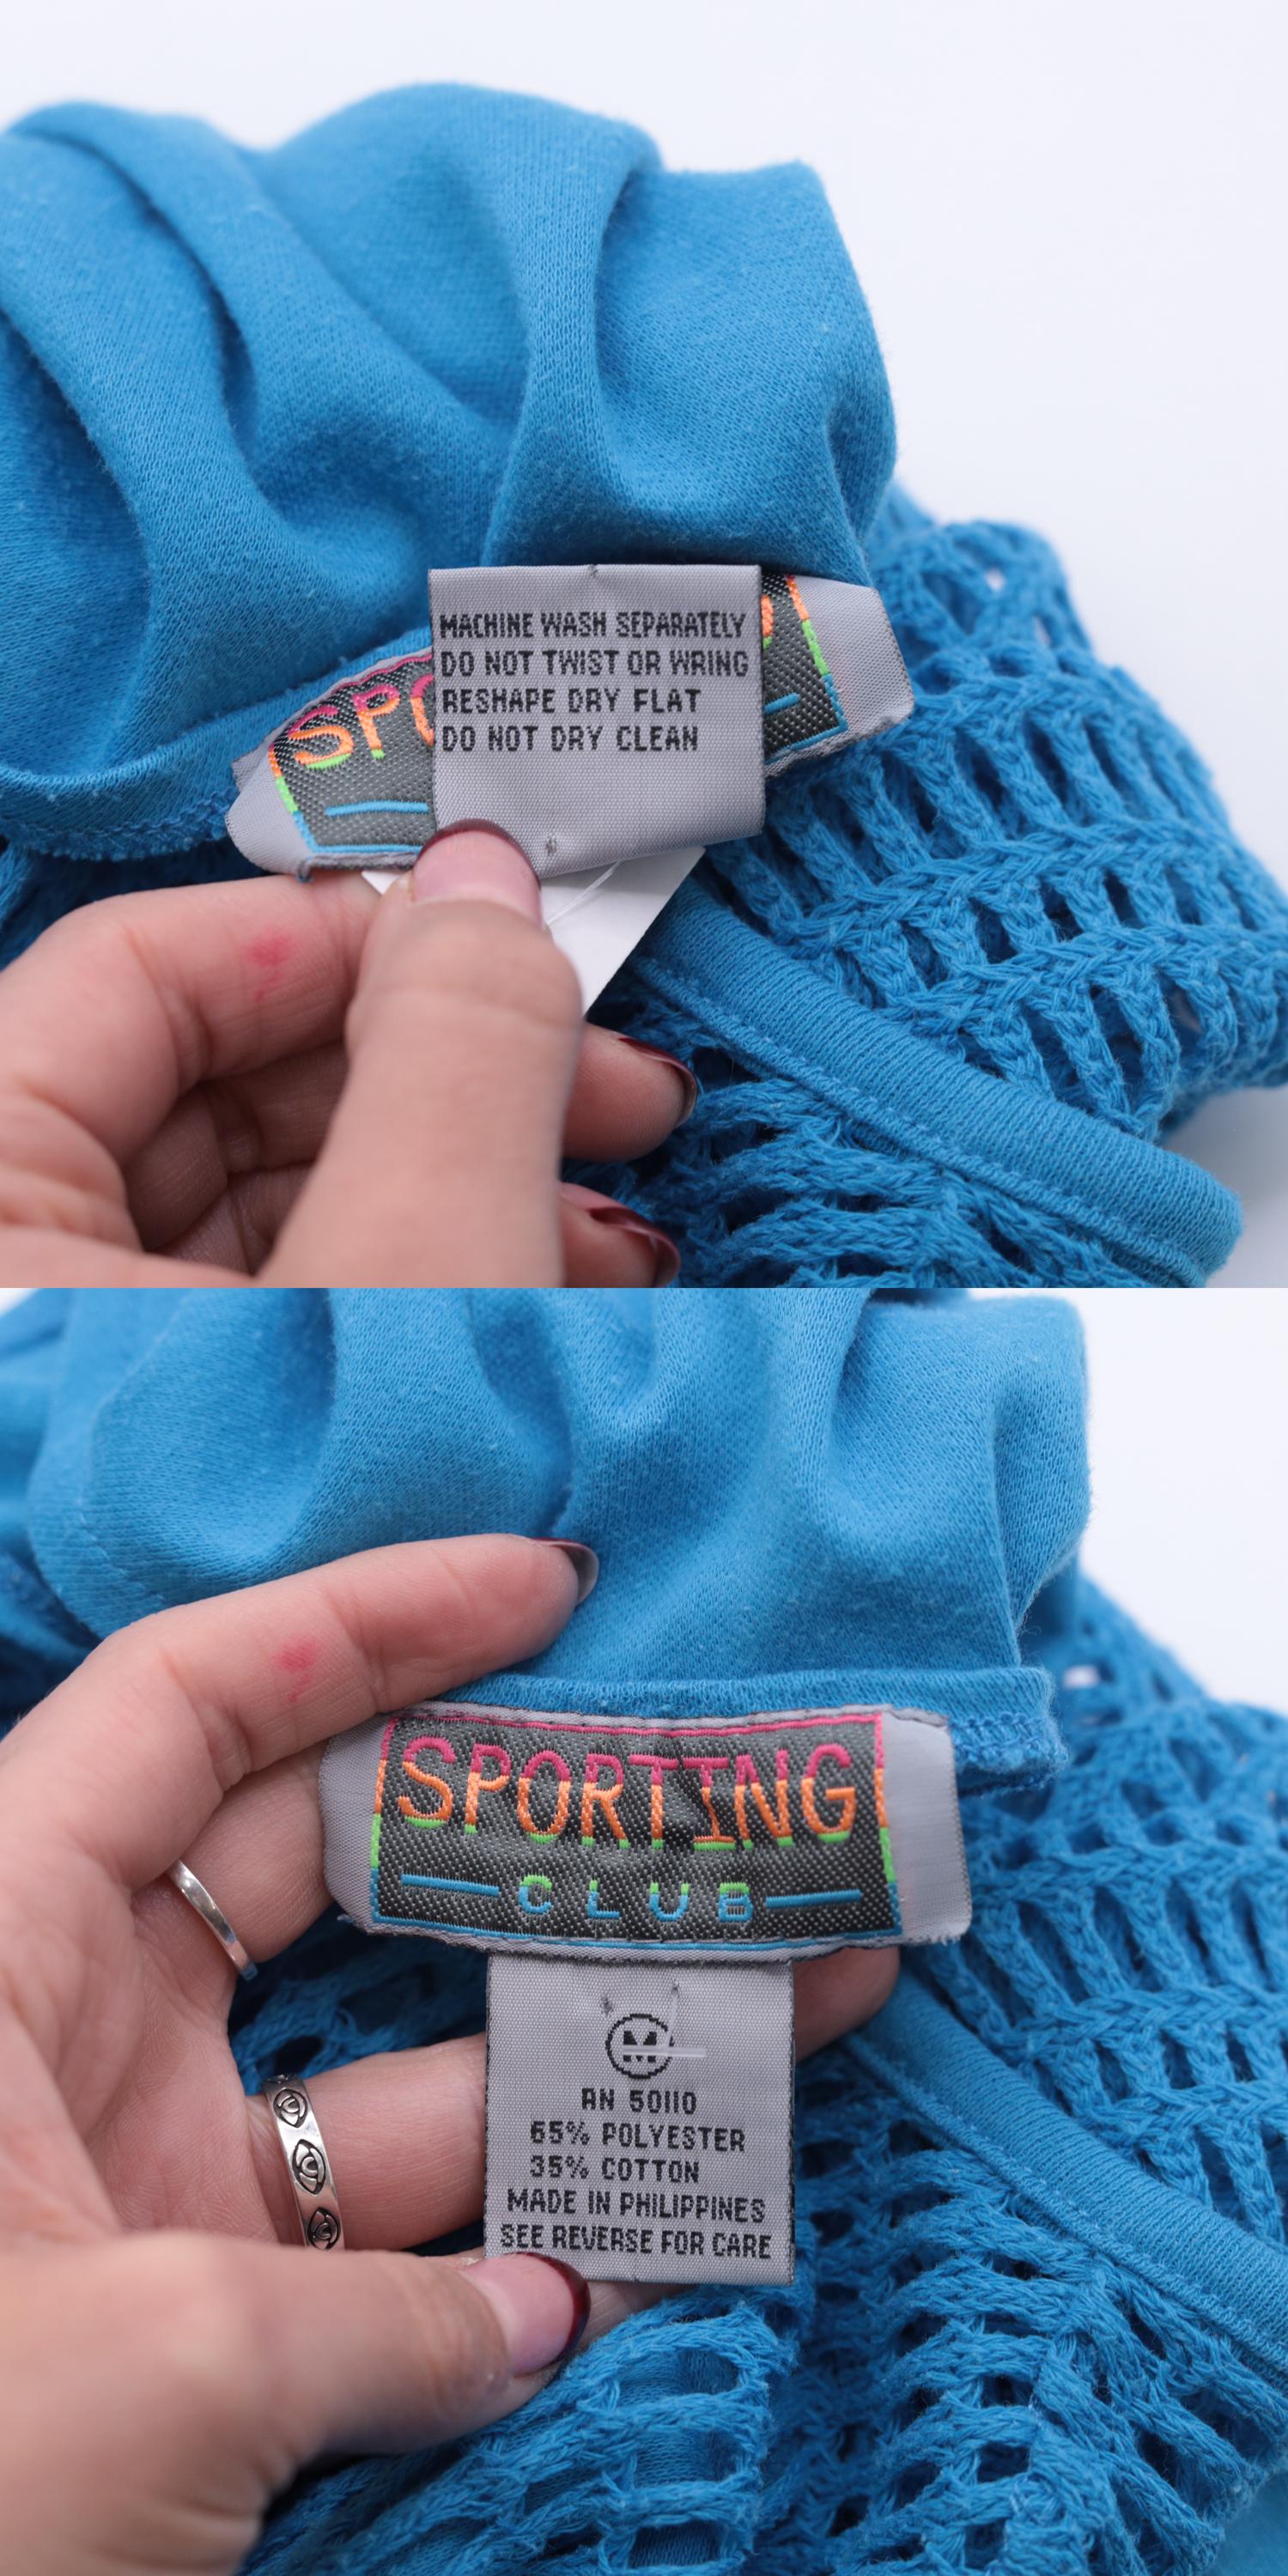 SPO
MACHINE WASH SEPARATELY
DO NOT TWIST OR WRING
RESHAPE DRY FLAT
DO NOT DRY CLEAN
SPORTING
CLUB
M
RN 50110
65% POLYESTER
35% COTTON
MADE IN PHILIPPINES
SEE REVERSE FOR CARE